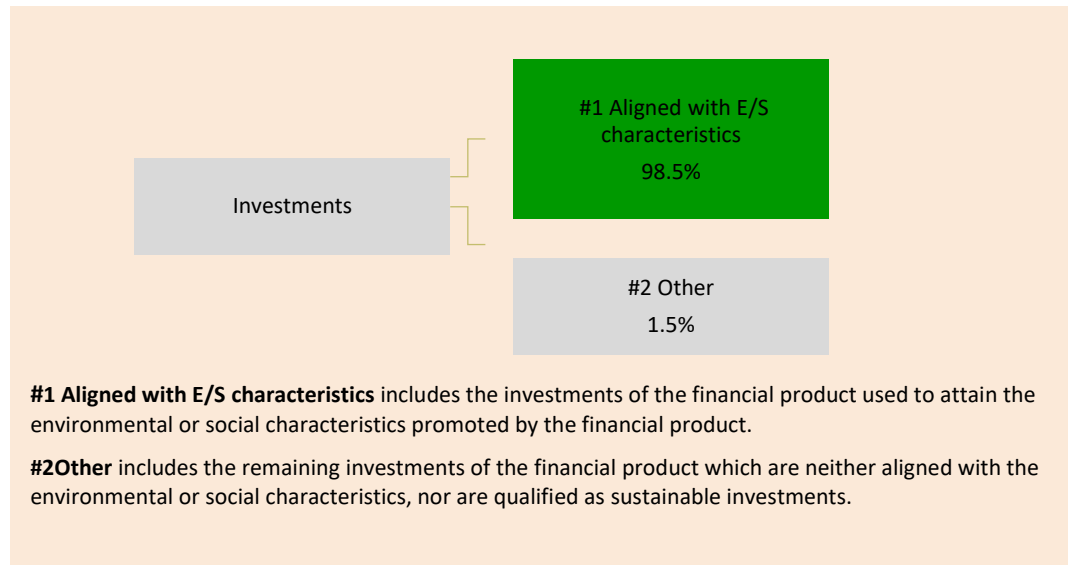 #1 Aligned with E/S
characteristics
98.5%
Investments
#2 Other
1.5%
#1 Aligned with E/S characteristics includes the investments of the financial product used to attain the
environmental or social characteristics promoted by the financial product.
#2Other includes the remaining investments of the financial product which are neither aligned with the
environmental or social characteristics, nor are qualified as sustainable investments.